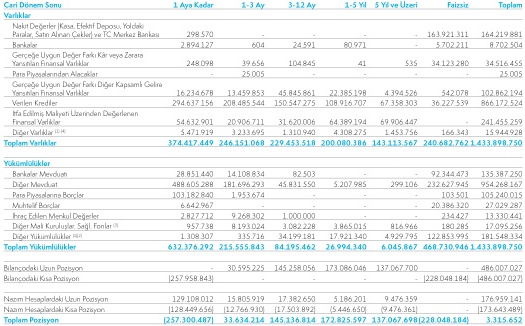 Cari Dönem Sonu 1 Aya Kadar 1-3 Ay 3-12 Ay 1-5 Yıl 5 Yıl ve Üzeri Faizsiz Toplam
Varlıklar
Nakit Değerler (Kasa, Efektif Deposu, Yoldaki
Paralar, Satın Alınan Çekler) ve TC Merkez Bankası 298.570 - - - - 163.921.311 164.219.881
Bankalar 2.894.127 604 24.591 80.971 - 5.702.211 8.702.504
Gerçeğe Uygun Değer Farkı Kâr veya Zarara
Yansıtılan Finansal Varlıklar 248.098 39.656 104.845 41 535 34.123.280 34.516.455
Para Piyasalarından Alacaklar - 25.005 - - - - 25.005
Gerçeğe Uygun Değer Farkı Diğer Kapsamlı Gelire
Yansıtılan Finansal Varlıklar 16.234.678 13.459.853 45.845.861 22.385.198 4.394.526 542.078 102.862.194
Verilen Krediler 294.637.156 208.485.544 150.547.275 108.916.707 67.358.303 36.227.539 866.172.524
İtfa Edilmiş Maliyeti Üzerinden Değerlenen
Finansal Varlıklar 54.632.901 20.906.711 31.620.006 64.389.194 69.906.447 - 241.455.259
Diğer Varlıklar 5.471.919 3.233.695 1.310.940 4.308.275 1.453.756 166.343 15.944.928
Toplam Varlıklar 374.417.449 246.151.068 229.453.518 200.080.386 143.113.567 240.682.762 1.433.898.750
Yükümlülükler
Bankalar Mevduatı 28.851.440 14.108.834 82.503 - - 92.344.473 135.387.250
Diğer Mevduat 488.605.288 181.696.293 45.831.550 5.207.985 299.106 232.627.945 954.268.167
Para Piyasalarına Borçlar 103.182.840 1.953.674 - - - 103.501 105.240.015
Muhtelif Borçlar 6.642.967 - - - - 20.386.320 27.029.287
İhraç Edilen Menkul Değerler 2.827.712 9.268.302 1.000.000 - - 234.427 13.330.441
Diğer Mali Kuruluşlar. Sağl. Fonlar 957.738 8.193.024 3.082.228 3.865.015 816.966 180.285 17.095.256
Diğer Yükümlülükler 1.308.307 335.716 34.199.181 17.921.340 4.929.795 122.853.995 181.548.334
Toplam Yükümlülükler 632.376.292 215.555.843 84.195.462 26.994.340 6.045.867 468.730.946 1.433.898.750
Bilançodaki Uzun Pozisyon - 30.595.225 145.258.056 173.086.046 137.067.700 - 486.007.027
Bilançodaki Kısa Pozisyon (257.958.843) - - - - (228.048.184) (486.007.027)
Nazım Hesaplardaki Uzun Pozisyon 129.108.012 15.805.919 17.382.650 5.186.201 9.476.359 - 176.959.141
Nazım Hesaplardaki Kısa Pozisyon (128.449.656) (12.766.930) (17.503.892) (5.446.650) (9.476.361) - (173.643.489)
Toplam Pozisyon (257.300.487) 33.634.214 145.136.814 172.825.597 137.067.698 (228.048.184) 3.315.652